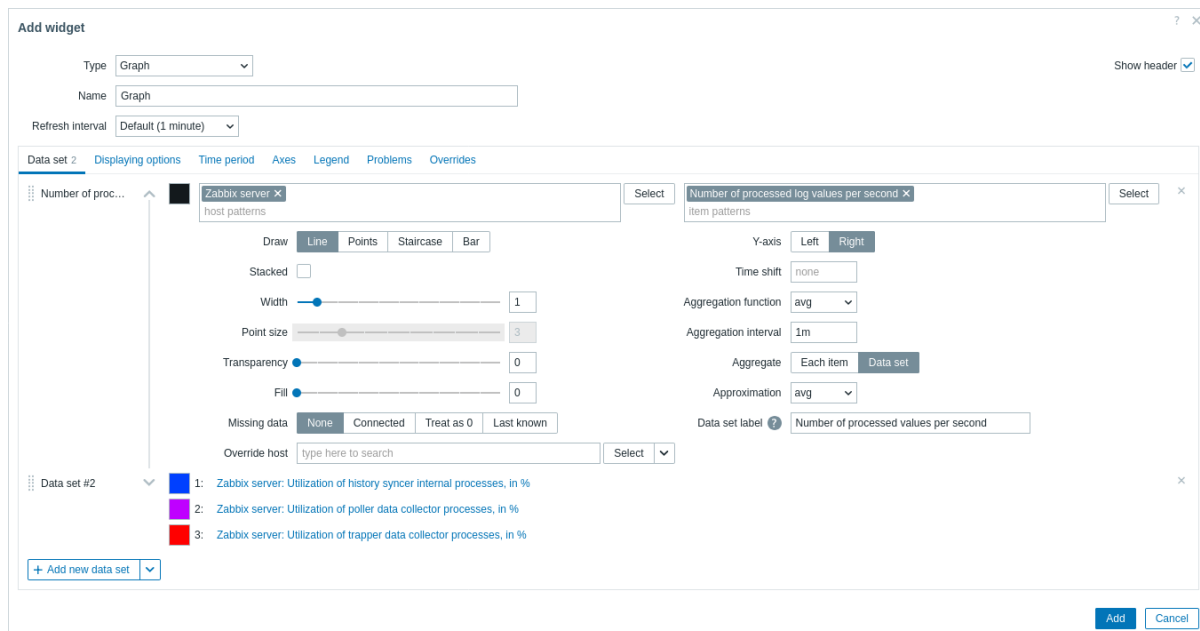 Add widget
?
Type Graph Show header
Name Graph
Refresh interval Default (1 minute)
Data set 2 Displaying options Time period Axes Legend Problems Overrides
Number of proc... Zabbix server Select Number of processed log values per second Select
host patterns item patterns
Draw Line Points Staircase Bar Y-axis Left Right
Stacked Time shift none
Width 1 Aggregation function avg
Point size 3 Aggregation interval 1m
Transparency 0 Aggregate Each item Data set
Fill 0 Approximation avg
Missing data None Connected Treat as 0 Last known Data set label ? Number of processed values per second
Override host type here to search Select
Data set #2 1: Zabbix server: Utilization of history syncer internal processes, in %
2: Zabbix server: Utilization of poller data collector processes, in %
3: Zabbix server: Utilization of trapper data collector processes, in %
+ Add new data set
Add Cancel